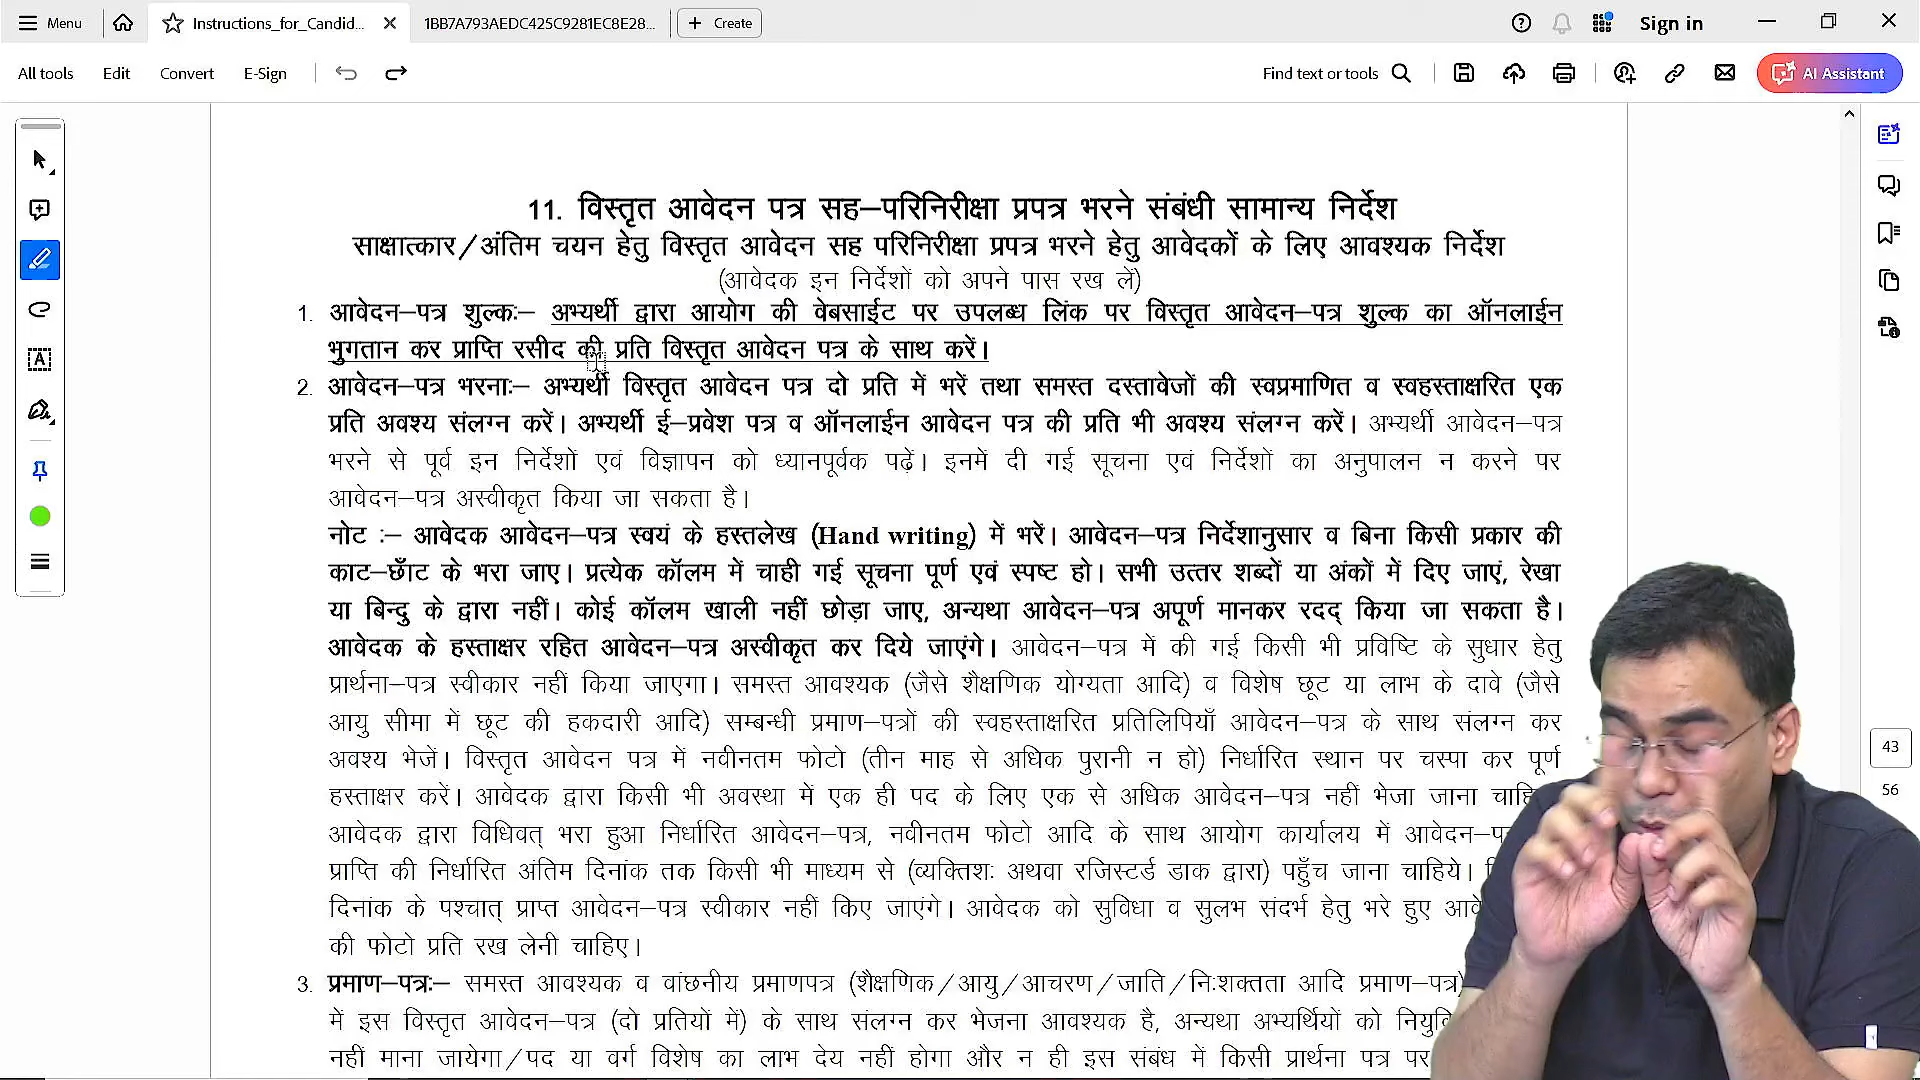 Menu
Instructions_for_Candid...
1BB7A793AEDC425C9281EC8E28...
Create
Sign in
All tools
Edit
Convert
E-Sign
Find text or tools
AI Assistant
11. विस्तृत आवेदन पत्र सह–परिनिरीक्षा प्रपत्र भरने संबंधी सामान्य निर्देश
साक्षात्कार/अंतिम चयन हेतु विस्तृत आवेदन सह परिनिरीक्षा प्रपत्र भरने हेतु आवेदकों के लिए आवश्यक निर्देश
(आवेदक इन निर्देशों को अपने पास रख लें)
1. आवेदन–पत्र शुल्कः– अभ्यर्थी द्वारा आयोग की वेबसाईट पर उपलब्ध लिंक पर विस्तृत आवेदन–पत्र शुल्क का ऑनलाईन
भुगतान कर प्राप्ति रसीद की प्रति विस्तृत आवेदन पत्र के साथ करें।
2. आवेदन–पत्र भरनाः– अभ्यर्थी विस्तृत आवेदन पत्र दो प्रति में भरें तथा समस्त दस्तावेजों की स्वप्रमाणित व स्वहस्ताक्षरित एक
प्रति अवश्य संलग्न करें। अभ्यर्थी ई–प्रवेश पत्र व ऑनलाईन आवेदन पत्र की प्रति भी अवश्य संलग्न करें। अभ्यर्थी आवेदन–पत्र
भरने से पूर्व इन निर्देशों एवं विज्ञापन को ध्यानपूर्वक पढ़ें। इनमें दी गई सूचना एवं निर्देशों का अनुपालन न करने पर
आवेदन–पत्र अस्वीकृत किया जा सकता है।
नोट :– आवेदक आवेदन–पत्र स्वयं के हस्तलेख (Hand writing) में भरें। आवेदन–पत्र निर्देशानुसार व बिना किसी प्रकार की
काट–छाँट के भरा जाए। प्रत्येक कॉलम में चाही गई सूचना पूर्ण एवं स्पष्ट हो। सभी उत्तर शब्दों या अंकों में दिए जाएं, रेखा
या बिन्दु के द्वारा नहीं। कोई कॉलम खाली नहीं छोड़ा जाए, अन्यथा आवेदन–पत्र अपूर्ण मानकर रदद् किया जा सकता है।
आवेदक के हस्ताक्षर रहित आवेदन–पत्र अस्वीकृत कर दिये जाएंगे। आवेदन–पत्र में की गई किसी भी प्रविष्टि के सुधार हेतु
प्रार्थना–पत्र स्वीकार नहीं किया जाएगा। समस्त आवश्यक (जैसे शैक्षणिक योग्यता आदि) व विशेष छूट या लाभ के दावे (जैसे
आयु सीमा में छूट की हकदारी आदि) सम्बन्धी प्रमाण–पत्रों की स्वहस्ताक्षरित प्रतिलिपियाँ आवेदन–पत्र के साथ संलग्न कर
अवश्य भेजें। विस्तृत आवेदन पत्र में नवीनतम फोटो (तीन माह से अधिक पुरानी न हो) निर्धारित स्थान पर चस्पा कर पूर्ण
हस्ताक्षर करें। आवेदक द्वारा किसी भी अवस्था में एक ही पद के लिए एक से अधिक आवेदन–पत्र नहीं भेजा जाना
आवेदक द्वारा विधिवत् भरा हुआ निर्धारित आवेदन–पत्र, नवीनतम फोटो आदि के साथ आयोग कार्यालय में
प्राप्ति की निर्धारित अंतिम दिनांक तक किसी भी माध्यम से (व्यक्तिशः अथवा रजिस्टर्ड डाक द्वारा) पहुँच जाना चाहिये।
दिनांक के पश्चात् प्राप्त आवेदन–पत्र स्वीकार नहीं किए जाएंगे। आवेदक को सुविधा व सुलभ संदर्भ हेतु भरे हुए
की फोटो प्रति रख लेनी चाहिए।
3. प्रमाण–पत्रः– समस्त आवश्यक व वांछनीय प्रमाणपत्र (शैक्षणिक/आयु/आचरण/जाति/निःशक्तता आदि प्रमाण–पत्र)
में इस विस्तृत आवेदन–पत्र (दो प्रतियों में) के साथ संलग्न कर भेजना आवश्यक है, अन्यथा अभ्यर्थियों को
नहीं माना जायेगा/पद या वर्ग विशेष का लाभ देय नहीं होगा और न ही इस संबंध में किसी प्रार्थना पत्र पर
43
56